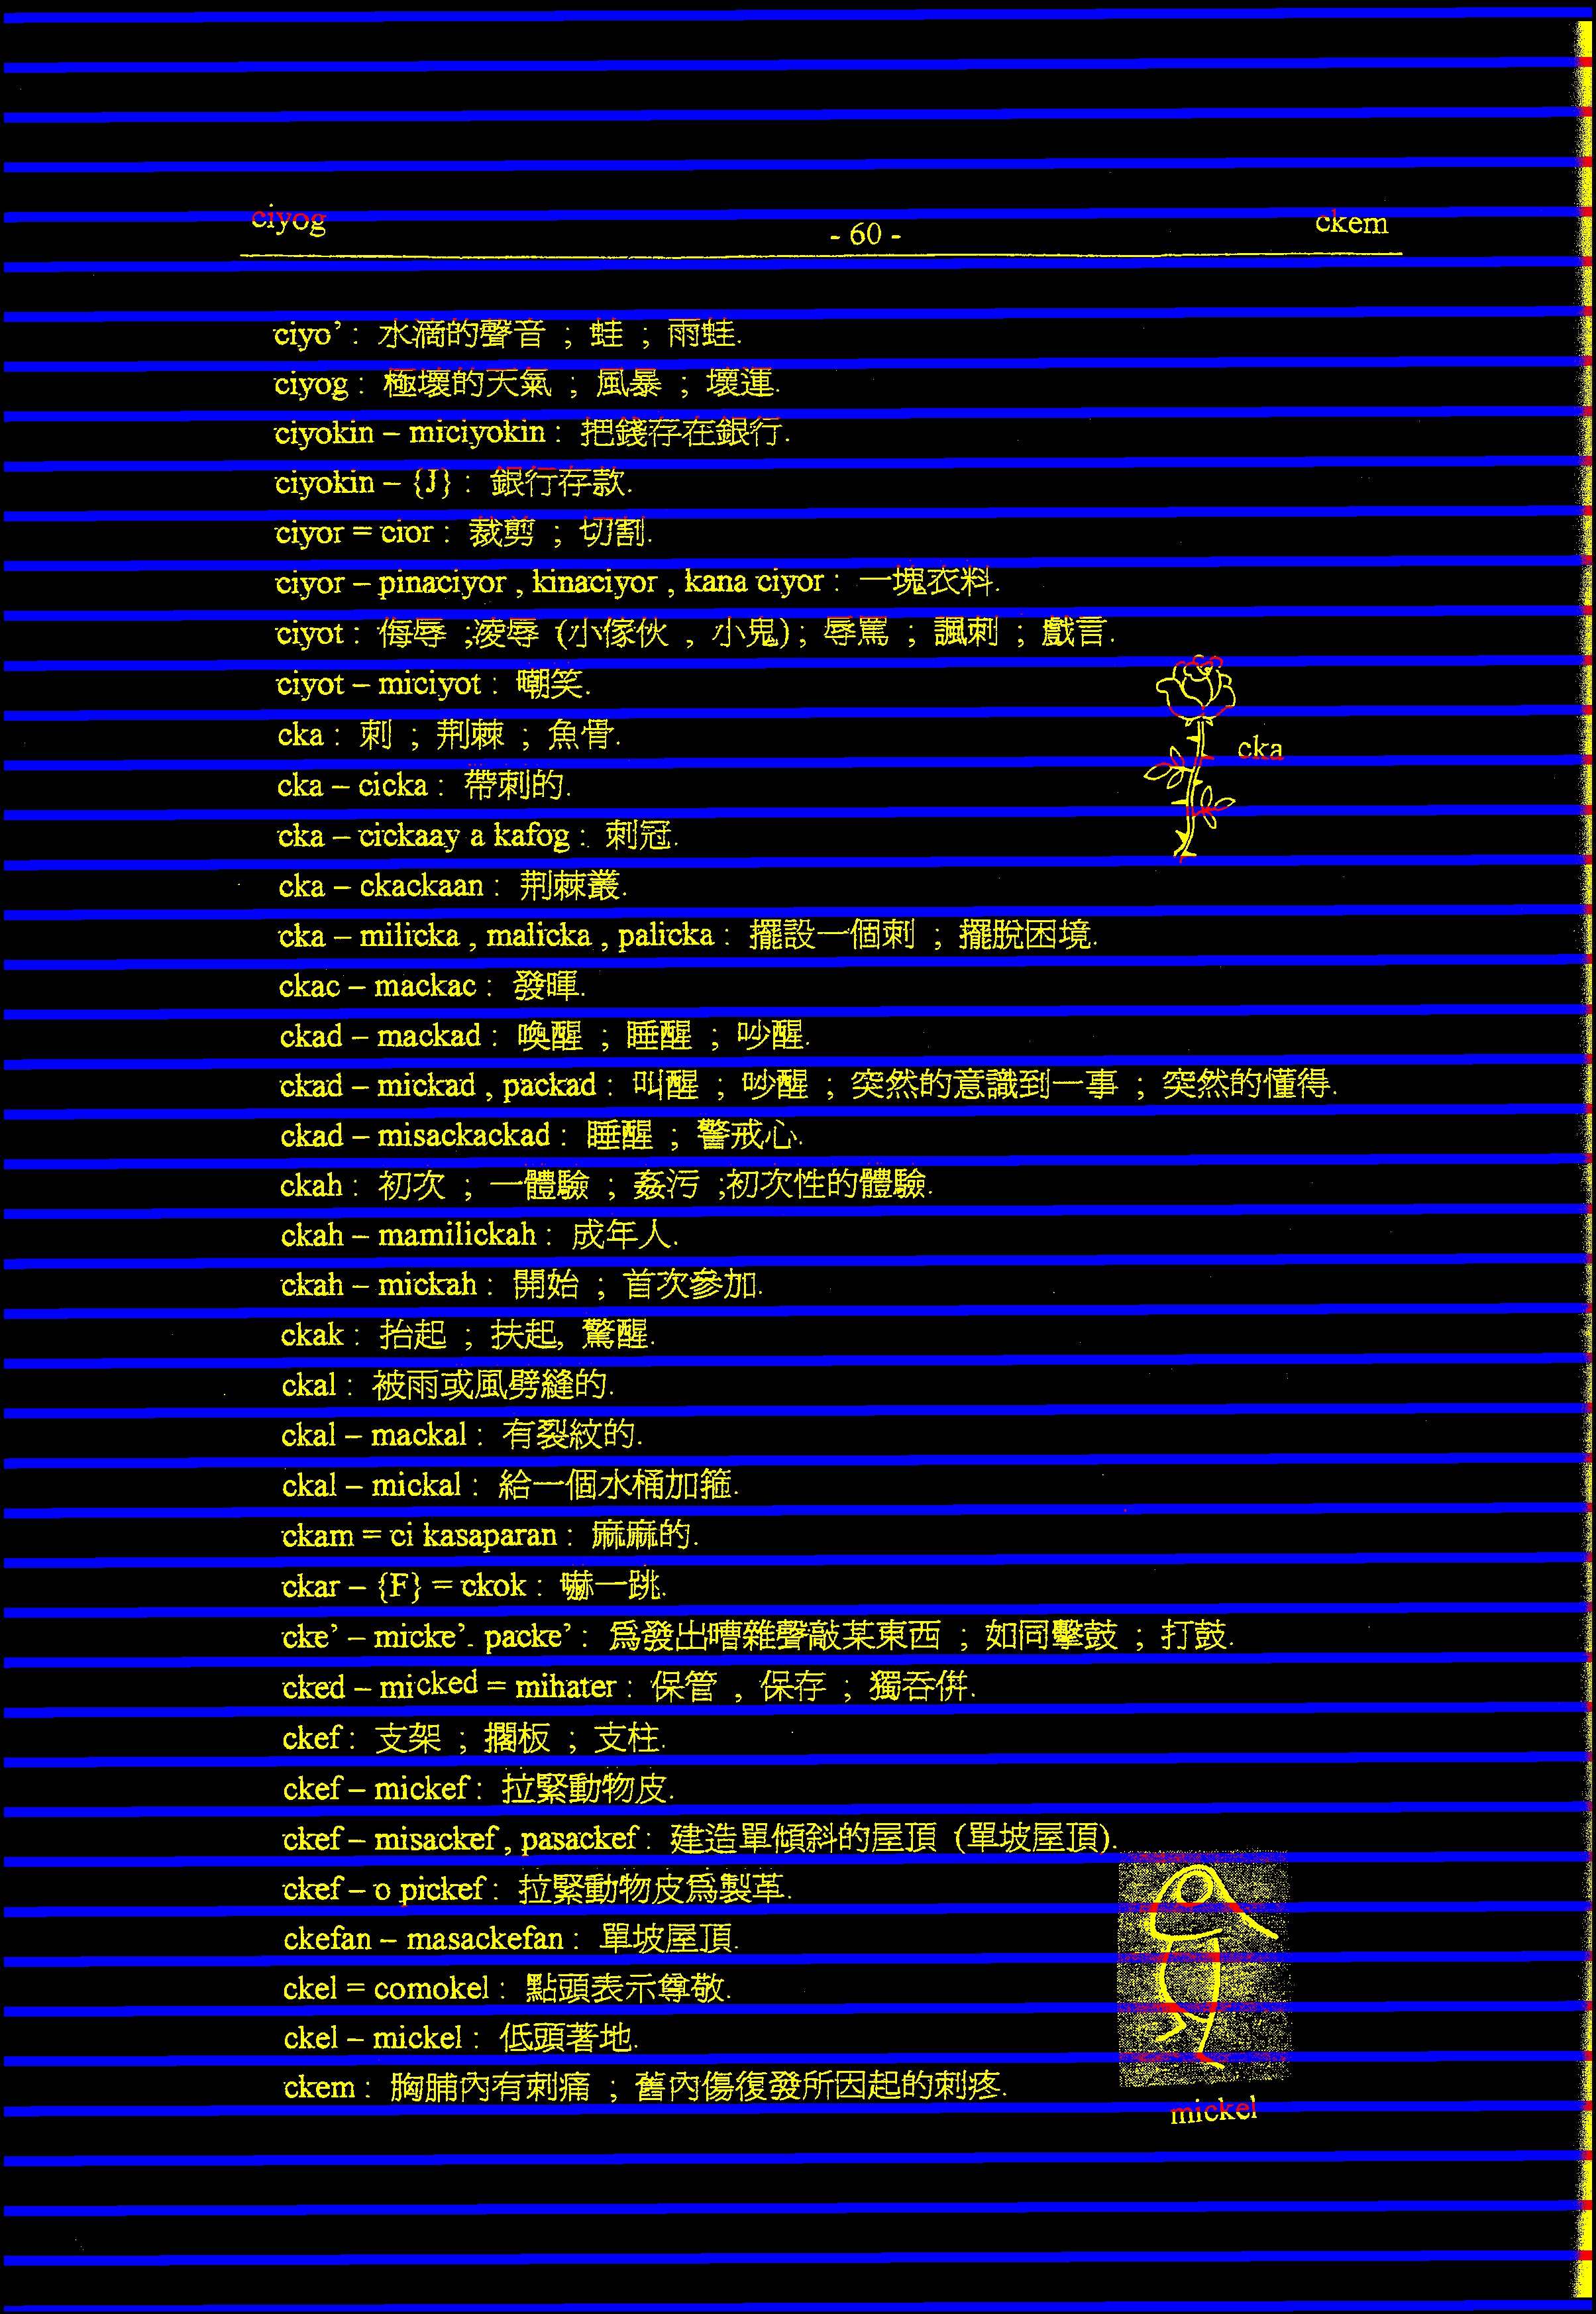 ciyog - 60 - ckem
ciyo’ : 水滴的聲音 ; 蛙 ; 雨蛙.
ciyog : 極壞的天氣 ; 風暴 ; 壞運.
ciyokin – miciyokin : 把錢存在銀行.
ciyokin – {J} : 銀行存款.
ciyor = cior : 裁剪 ; 切割.
ciyor – pinaciyor , kinaciyor , kana ciyor : 一塊衣料.
ciyot : 侮辱 ;淩辱 (小傢伙 , 小鬼) ; 辱罵 ; 諷刺 ; 戲言.
ciyot – miciyot : 嘲笑.
cka : 刺 ; 荆棘 ; 魚骨.
cka
cka – cicka : 帶刺的.
cka – cickaay a kafog : 刺冠.
cka – ckackaan : 荆棘叢.
cka – milicka , malicka , palicka : 擺設一個刺 ; 擺脫困境.
ckac – mackac : 發暉.
ckad – mackad : 喚醒 ; 睡醒 ; 吵醒.
ckad – mickad , packad : 叫醒 ; 吵醒 ; 突然的意識到一事 ; 突然的懂得.
ckad – misackackad : 睡醒 ; 警戒心.
ckah : 初次 ; 一體驗 ; 姦污 ;初次性的體驗.
ckah – mamilickah : 成年人.
ckah – mickah : 開始 ; 首次參加.
ckak : 抬起 ; 扶起, 驚醒.
ckal : 被雨或風劈縫的.
ckal – mackal : 有裂紋的.
ckal – mickal : 給一個水桶加箍.
ckam = ci kasaparan : 麻麻的.
ckar – {F} = ckok : 嚇一跳.
cke’ – micke’- packe’ : 爲發出嘈雜聲敲某東西 ; 如同擊鼓 ; 打鼓.
cked – micked = mihater : 保管 , 保存 ; 獨吞併.
ckef : 支架 ; 擱板 ; 支柱.
ckef – mickef : 拉緊動物皮.
ckef – misackef , pasackef : 建造單傾斜的屋頂 (單坡屋頂).
ckef – o pickef : 拉緊動物皮爲製革.
ckefan – masackefan : 單坡屋頂.
ckel = comokel : 點頭表示尊敬.
ckel – mickel : 低頭著地.
ckem : 胸脯內有刺痛 ; 舊內傷復發所因起的刺疼.
mickel